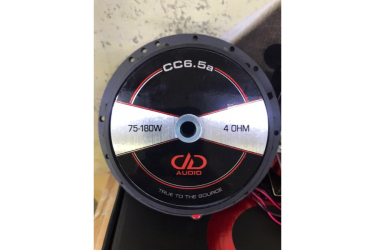 CC6.5a
75-180W 4 OHM
DD
AUDIO
TRUE TO THE SOURCE